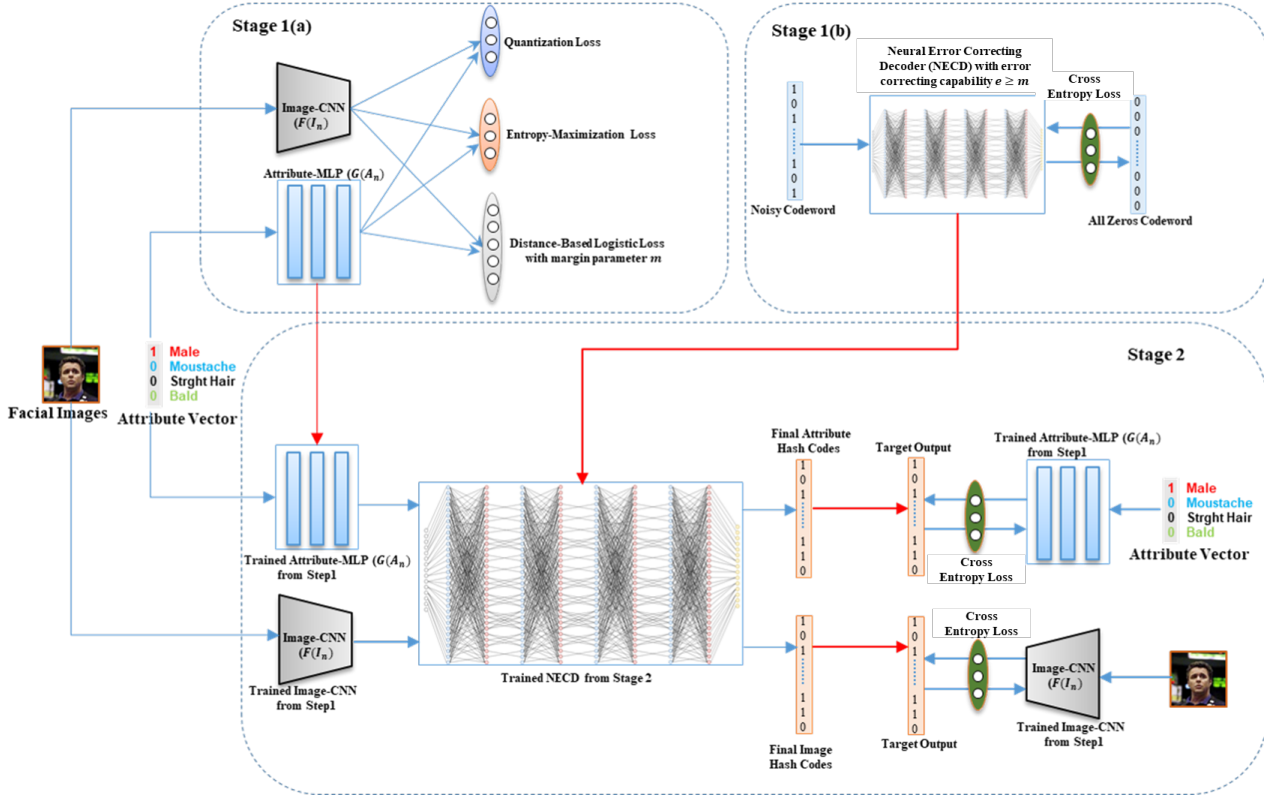 Stage 1(a)
Quantization Loss
Image-CNN
(F(I_n)
Entropy-Maximization Loss
Attribute-MLP (G(A_n)
Distance-Based Logistic Loss
with margin parameter m
Stage 1(b)
Neural Error Correcting
Decoder (NECD) with error
correcting capability e ≥ m
Cross
Entropy Loss
1
0
1
1
0
1
Noisy Codeword
0
0
0
0
0
0
All Zeros Codeword
Facial Images
1 Male
0 Moustache
0 Strght Hair
0 Bald
Attribute Vector
Stage 2
Trained Attribute-MLP (G(A_n)
from Step1
Image-CNN
(F(I_n)
Trained Image-CNN
from Step1
Trained NECD from Stage 2
Final Attribute
Hash Codes
1
0
1
1
1
0
Target Output
1
0
1
1
1
0
Cross
Entropy Loss
Trained Attribute-MLP (G(A_n)
from Step1
1 Male
0 Moustache
0 Strght Hair
0 Bald
Attribute Vector
1
0
1
1
1
0
Final Image
Hash Codes
1
0
1
1
1
0
Target Output
Cross
Entropy Loss
Image-CNN
(F(I_n)
Trained Image-CNN
from Step1